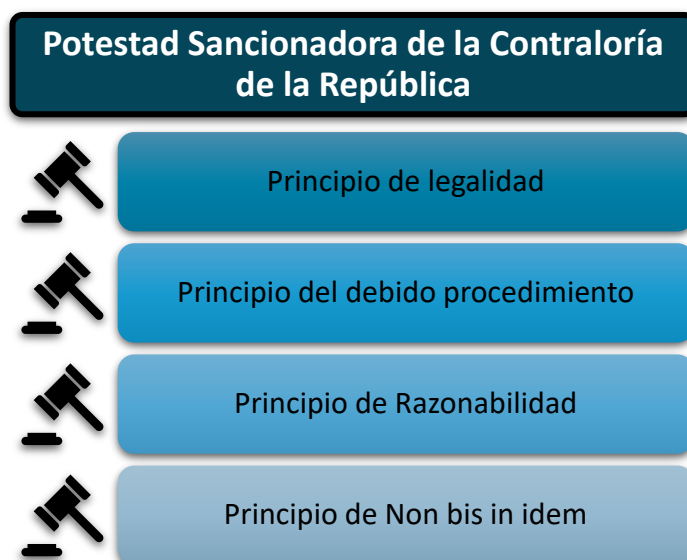 Potestad Sancionadora de la Contraloría
de la República
Principio de legalidad
Principio del debido procedimiento
Principio de Razonabilidad
Principio de Non bis in idem